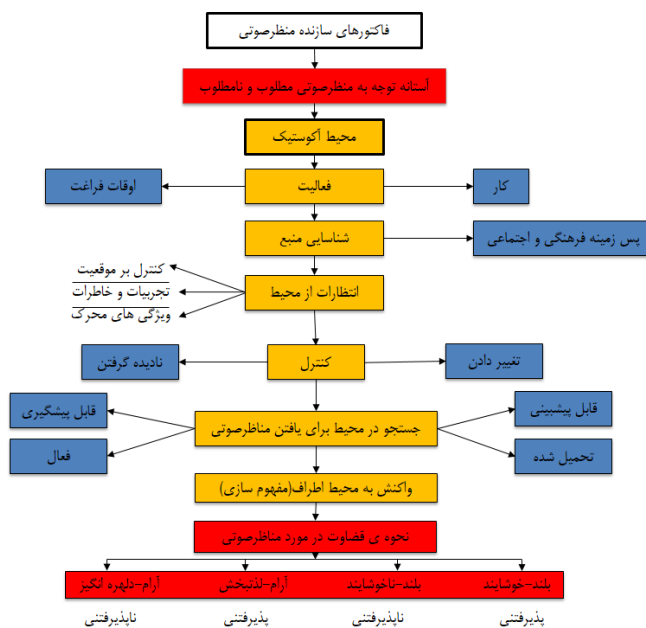 فاکتورهای سازنده منظرصوتی
آستانه توجه به منظرصوتی مطلوب و نامطلوب
محیط آکوستیک
کار
فعالیت
اوقات فراغت
پس زمینه فرهنگی و اجتماعی
شناسایی منبع
انتظارات از محیط
کنترل بر موقعیت
تجربیات و خاطرات
ویژگی های محرک
تغییر دادن
کنترل
نادیده گرفتن
قابل پیشبینی
تحمیل شده
جستجو در محیط برای یافتن مناظرصوتی
قابل پیشگیری
فعال
واکنش به محیط اطراف(مفهوم سازی)
نحوه ی قضاوت در مورد مناظرصوتی
بلند-خوشایند
بلند-ناخوشایند
آرام-لذتبخش
آرام-دلهره انگیز
پذیرفتنی
ناپذیرفتنی
پذیرفتنی
ناپذیرفتنی